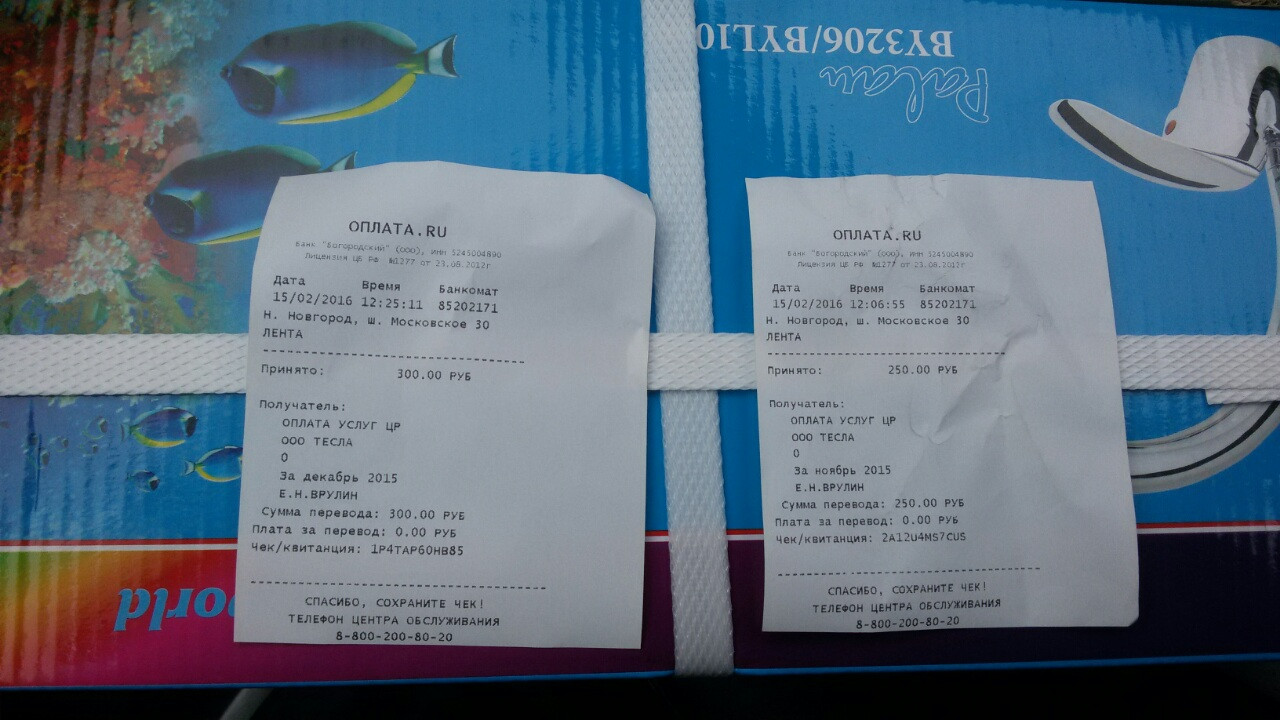 BY3206/BYL10
Palau
orld
ОПЛАТА.RU
Банк "Богородский" (ООО), ИНН 5245004890
Лицензия ЦБ РФ №1277 от 23.08.2012г
Дата Время Банкомат
15/02/2016 12:25:11 85202171
Н. Новгород, ш. Московское 30
ЛЕНТА
Принято: 300.00 РУБ
Получатель:
ОПЛАТА УСЛУГ ЦР
ООО ТЕСЛА
0
За декабрь 2015
Е.Н.ВРУЛИН
Сумма перевода: 300.00 РУБ
Плата за перевод: 0.00 РУБ
Чек/квитанция: 1P4TAP60HB85
СПАСИБО, СОХРАНИТЕ ЧЕК!
ТЕЛЕФОН ЦЕНТРА ОБСЛУЖИВАНИЯ
8-800-200-80-20
ОПЛАТА.RU
Банк "Богородский" (ООО), ИНН 5245004890
Лицензия ЦБ РФ №1277 от 23.08.2012г
Дата Время Банкомат
15/02/2016 12:06:55 85202171
Н. Новгород, ш. Московское 30
ЛЕНТА
Принято: 250.00 РУБ
Получатель:
ОПЛАТА УСЛУГ ЦР
ООО ТЕСЛА
0
За ноябрь 2015
Е.Н.ВРУЛИН
Сумма перевода: 250.00 РУБ
Плата за перевод: 0.00 РУБ
Чек/квитанция: 2A12U4MS7CUS
СПАСИБО, СОХРАНИТЕ ЧЕК!
ТЕЛЕФОН ЦЕНТРА ОБСЛУЖИВАНИЯ
8-800-200-80-20